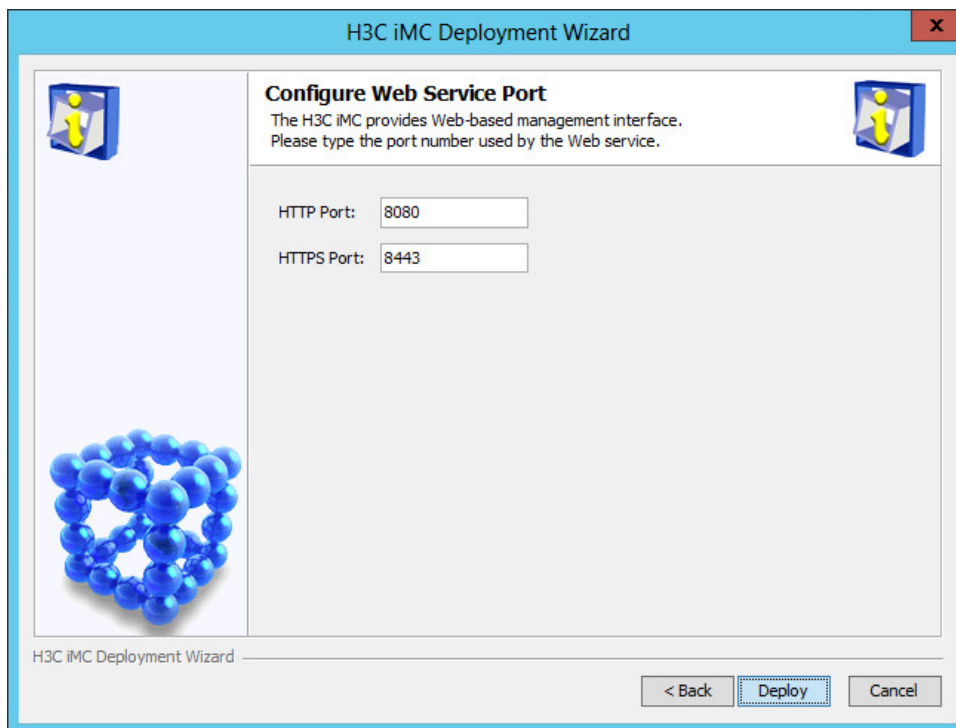 H3C iMC Deployment Wizard
x
Configure Web Service Port
The H3C iMC provides Web-based management interface.
Please type the port number used by the Web service.
HTTP Port: 8080
HTTPS Port: 8443
H3C iMC Deployment Wizard
< Back Deploy Cancel